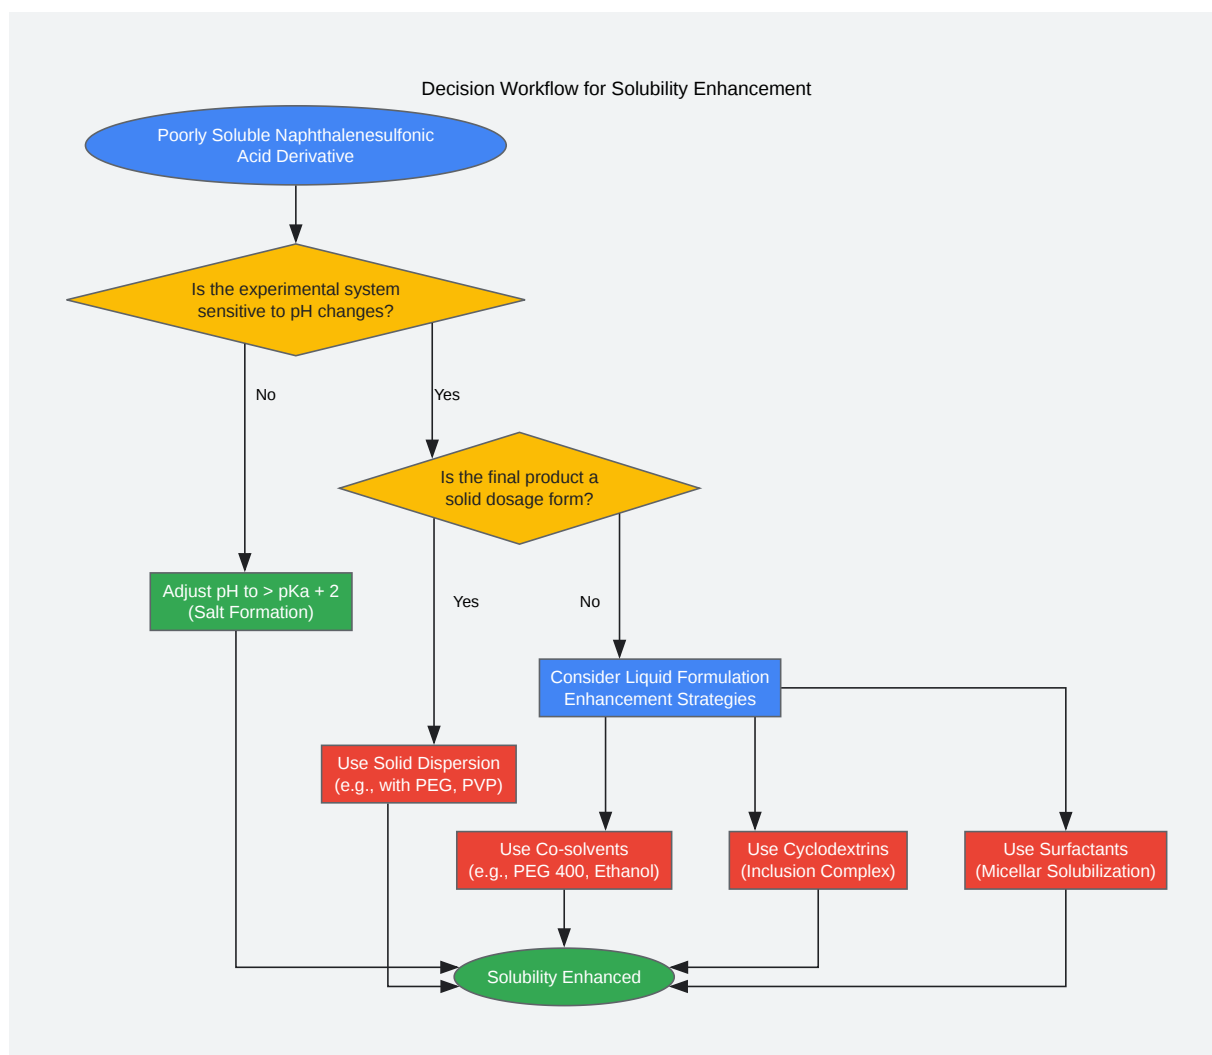 Decision Workflow for Solubility Enhancement
Poorly Soluble Naphthalenesulfonic
Acid Derivative
Is the experimental system
sensitive to pH changes?
No
Yes
Is the final product a
solid dosage form?
Adjust pH to > pKa + 2
(Salt Formation)
Yes
No
Consider Liquid Formulation
Enhancement Strategies
Use Solid Dispersion
(e.g., with PEG, PVP)
Use Co-solvents
(e.g., PEG 400, Ethanol)
Use Cyclodextrins
(Inclusion Complex)
Use Surfactants
(Micellar Solubilization)
Solubility Enhanced